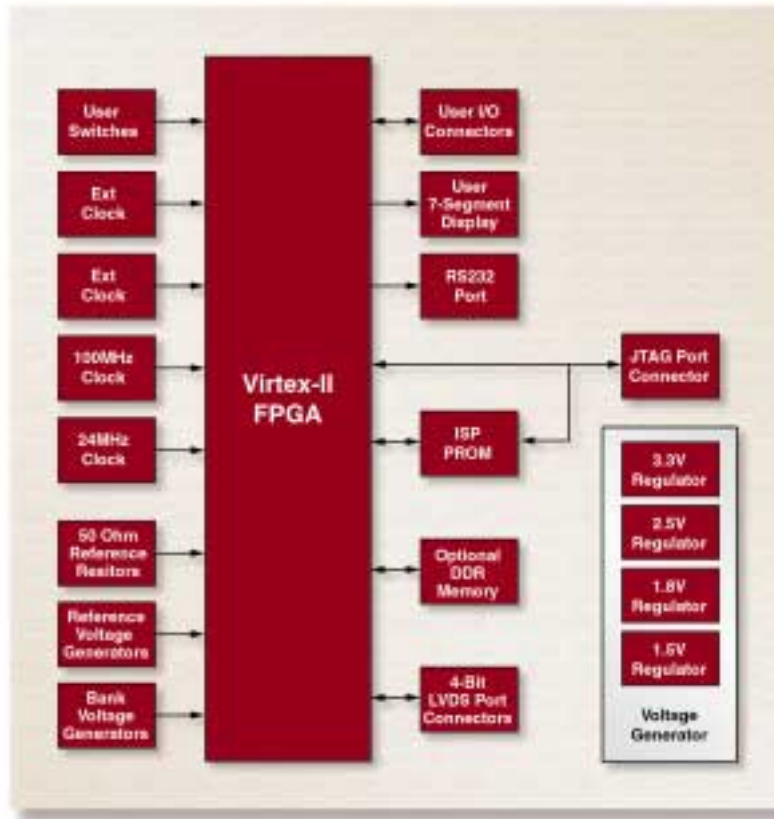 User
Switches
Ext
Clock
Ext
Clock
100MHz
Clock
24MHz
Clock
50 Ohm
Reference
Resitors
Reference
Voltage
Generators
Bank
Voltage
Generators
Virtex-II
FPGA
User I/O
Connectors
User
7-Segment
Display
RS232
Port
ISP
PROM
Optional
DDR
Memory
4-Bit
LVDS Port
Connectors
JTAG Port
Connector
3.3V
Regulator
2.5V
Regulator
1.8V
Regulator
1.5V
Regulator
Voltage
Generator